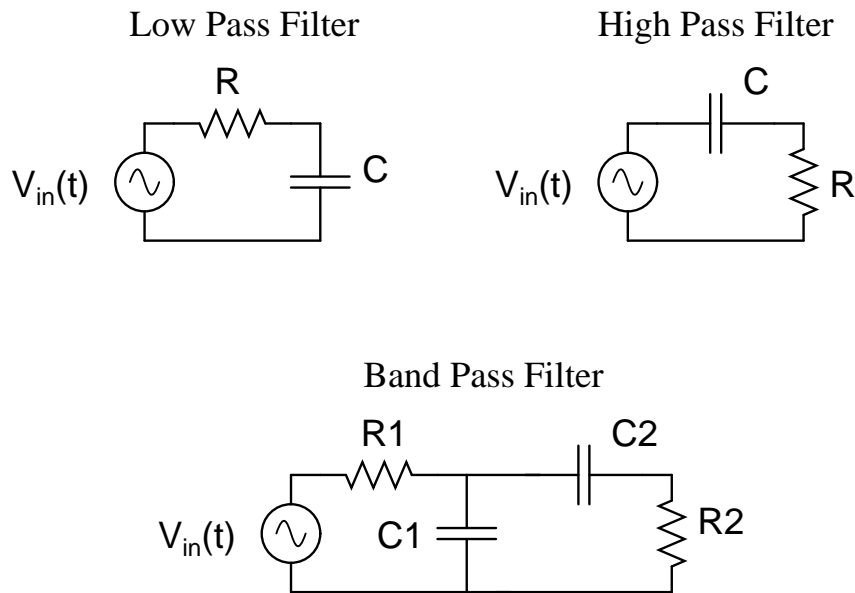 Low Pass Filter
High Pass Filter
R
C
V_in(t)
C
V_in(t)
R
Band Pass Filter
R1
C2
V_in(t)
C1
R2